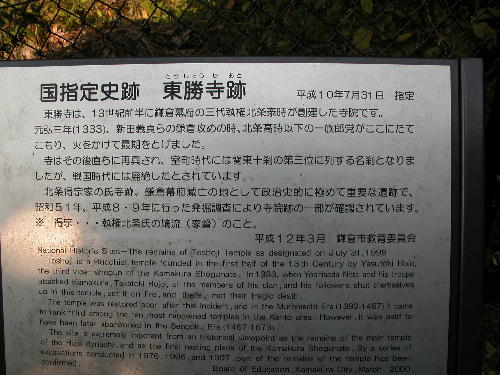 とうしょうじあと
国指定史跡 東勝寺跡 平成10年7月31日 指定
東勝寺は、13世紀前半に鎌倉幕府の三代執権北条泰時が創建した寺院です。
元弘三年(1333)、新田義貞らの鎌倉攻めの時、北条高時以下の一族郎党がここにたて
こもり、火をかけて最期をとげました。
寺はその後直ちに再興され、室町時代には関東十刹の第三位に列する名刹となりま
したが、戦国時代には廃絶したとされています。
北条得宗家の氏寺跡、鎌倉幕府滅亡の地として政治史的に極めて重要な遺跡で、
昭和51年、平成8・9年に行った発掘調査により寺院跡の一部が確認されています。
※ 得宗・・・執権北条氏の嫡流(家督)のこと。
平成12年3月 鎌倉市教育委員会
National Historic Site--The remains of Toshoji Temple as designated on July 31, 1998
Toshoji is a Buddhist temple founded in the first half of the 13th Century by Yasutoki Hojo,
the third vice-shogun of the Kamakura Shogunate. In 1333, when Yoshisada Nitta and his troops
attacked Kamakura, Takatoki Hojo, all the members of his clan, and his followers shut themselves
up in this temple, set it on fire, and there, met their tragic death.
The temple was restored soon after this incident, and in the Muromachi Era (1392-1467) it came
to rank third among the ten most renowned temples in the Kanto area. However, it was said to
have been later abandoned in the Sengoku Era (1467-1573).
The site is extremely important from an historical viewpoint as the remains of the main temple
of the Hojo dynasty, and as the final resting place of the Kamakura Shogunate. By a series of
excavations conducted in 1976, 1996, and 1997, part of the remains of the temple has been
confirmed. Board of Education, Kamakura City, March 2000